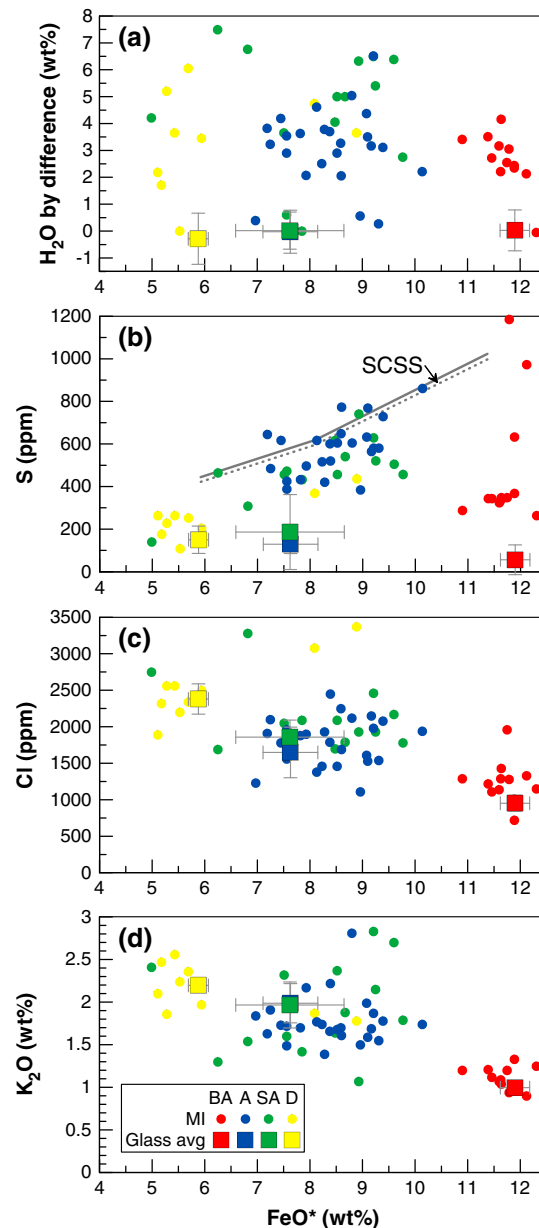 (a)
H2O by difference (wt%)
8
7
6
5
4
3
2
1
0
-1
4 5 6 7 8 9 10 11 12
(b)
SCSS
S (ppm)
1200
1000
800
600
400
200
0
4 5 6 7 8 9 10 11 12
(c)
Cl (ppm)
3500
3000
2500
2000
1500
1000
500
0
4 5 6 7 8 9 10 11 12
(d)
K2O (wt%)
3
2.5
2
1.5
1
0.5
0
BA A SA D
MI
Glass avg
4 5 6 7 8 9 10 11 12
FeO* (wt%)